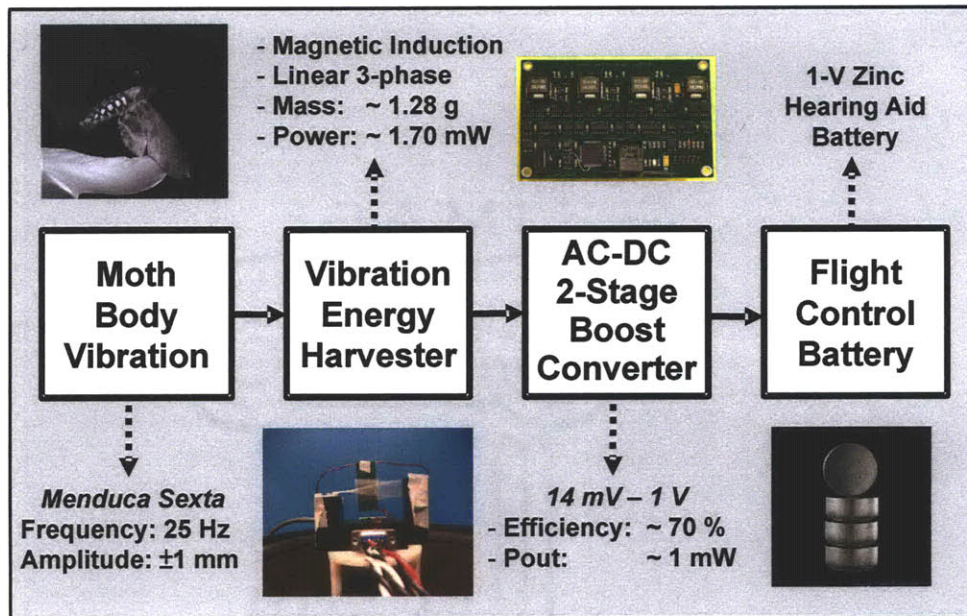 - Magnetic Induction
- Linear 3-phase
- Mass: ~ 1.28 g
- Power: ~ 1.70 mW
1-V Zinc
Hearing Aid
Battery
Moth
Body
Vibration
Vibration
Energy
Harvester
AC-DC
2-Stage
Boost
Converter
Flight
Control
Battery
Menduca Sexta
Frequency: 25 Hz
Amplitude: ±1 mm
14 mV – 1 V
- Efficiency: ~ 70 %
- Pout: ~ 1 mW